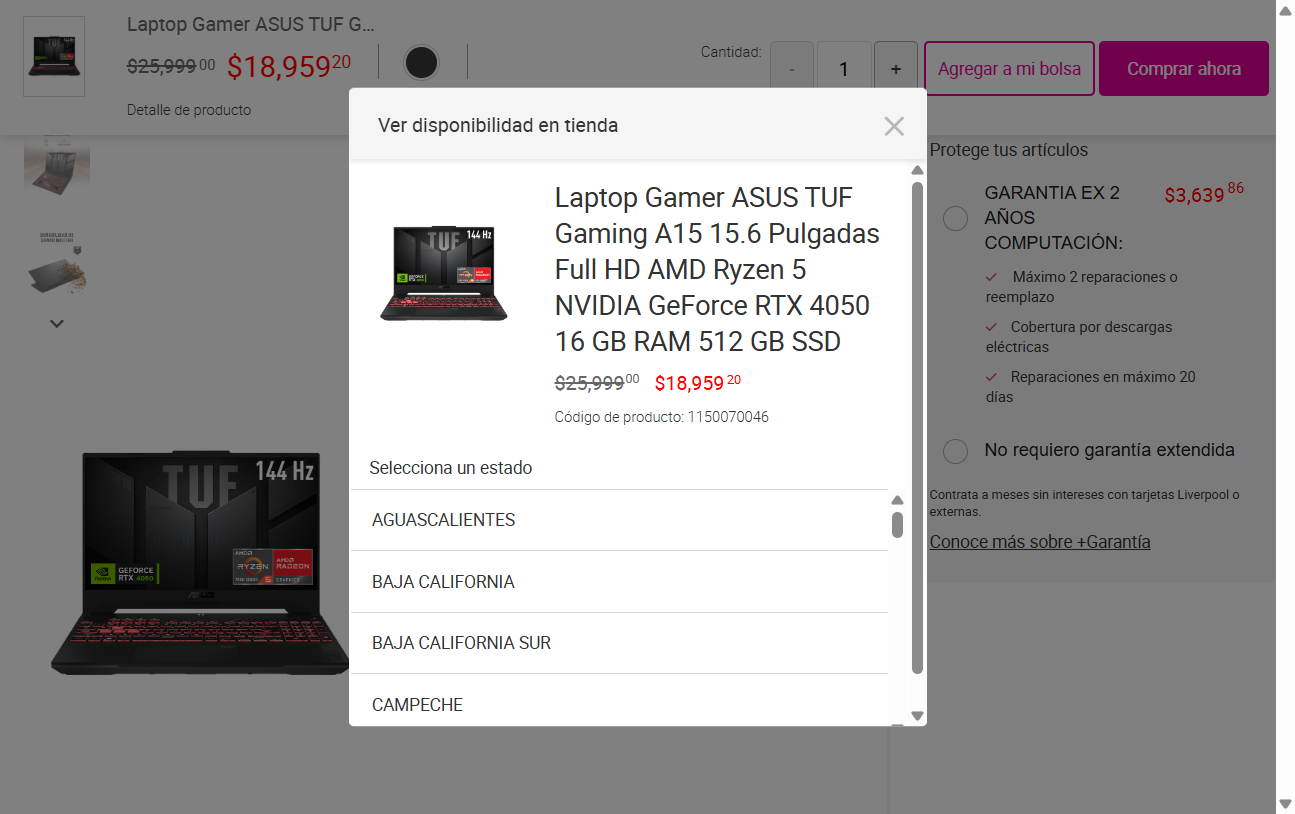 Laptop Gamer ASUS TUF G...
$25,999 00 $18,959 20
Detalle de producto
Cantidad:
- 1 +
Agregar a mi bolsa
Comprar ahora
Ver disponibilidad en tienda
Laptop Gamer ASUS TUF
Gaming A15 15.6 Pulgadas
Full HD AMD Ryzen 5
NVIDIA GeForce RTX 4050
16 GB RAM 512 GB SSD
$25,999 00 $18,959 20
Código de producto: 1150070046
Selecciona un estado
AGUASCALIENTES
BAJA CALIFORNIA
BAJA CALIFORNIA SUR
CAMPECHE
TUF
144 Hz
TUF
144 Hz
GEFORCE
RTX 4050
AMD
RYZEN
5
AMD
RADEON
GRAPHICS
Protege tus artículos
GARANTIA EX 2
AÑOS
COMPUTACIÓN:
$3,639 86
Máximo 2 reparaciones o
reemplazo
Cobertura por descargas
eléctricas
Reparaciones en máximo 20
días
No requiero garantía extendida
Contrata a meses sin intereses con tarjetas Liverpool o
externas.
Conoce más sobre +Garantía